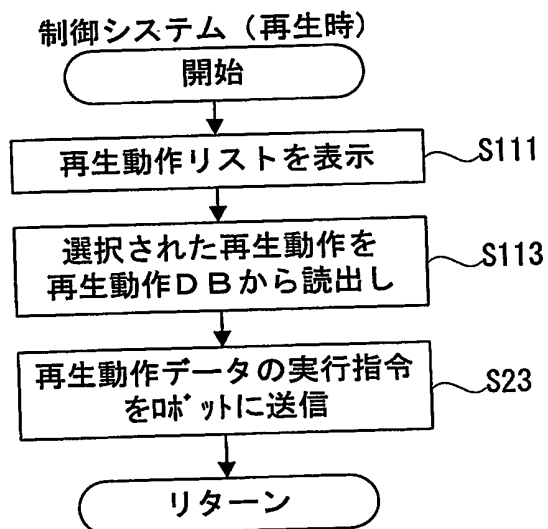 制御システム（再生時）
開始
再生動作リストを表示
S111
選択された再生動作を
再生動作ＤＢから読出し
S113
再生動作データの実行指令
をﾛﾎﾞｯﾄに送信
S23
リターン